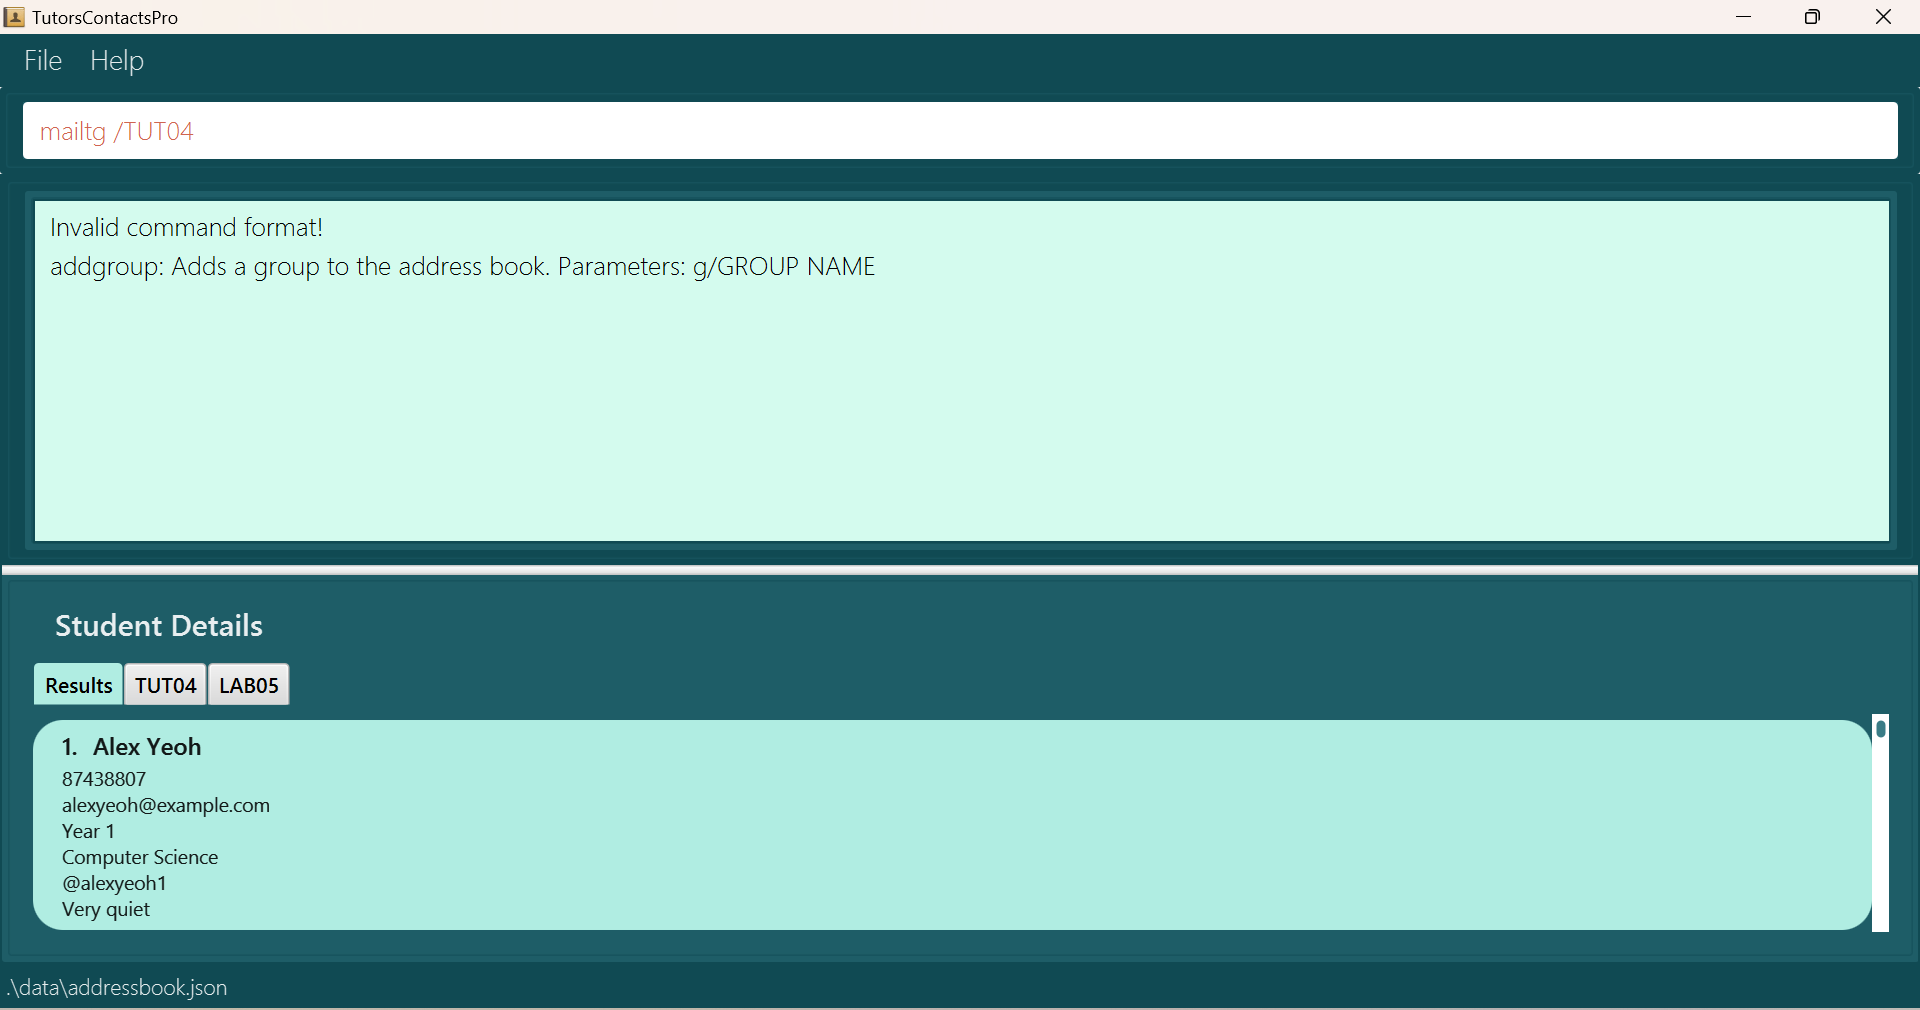 TutorsContactsPro
File Help
mailtg /TUT04
Invalid command format!
addgroup: Adds a group to the address book. Parameters: g/GROUP NAME
Student Details
Results TUT04 LAB05
1. Alex Yeoh
87438807
alexyeoh@example.com
Year 1
Computer Science
@alexyeoh1
Very quiet
.\data\addressbook.json